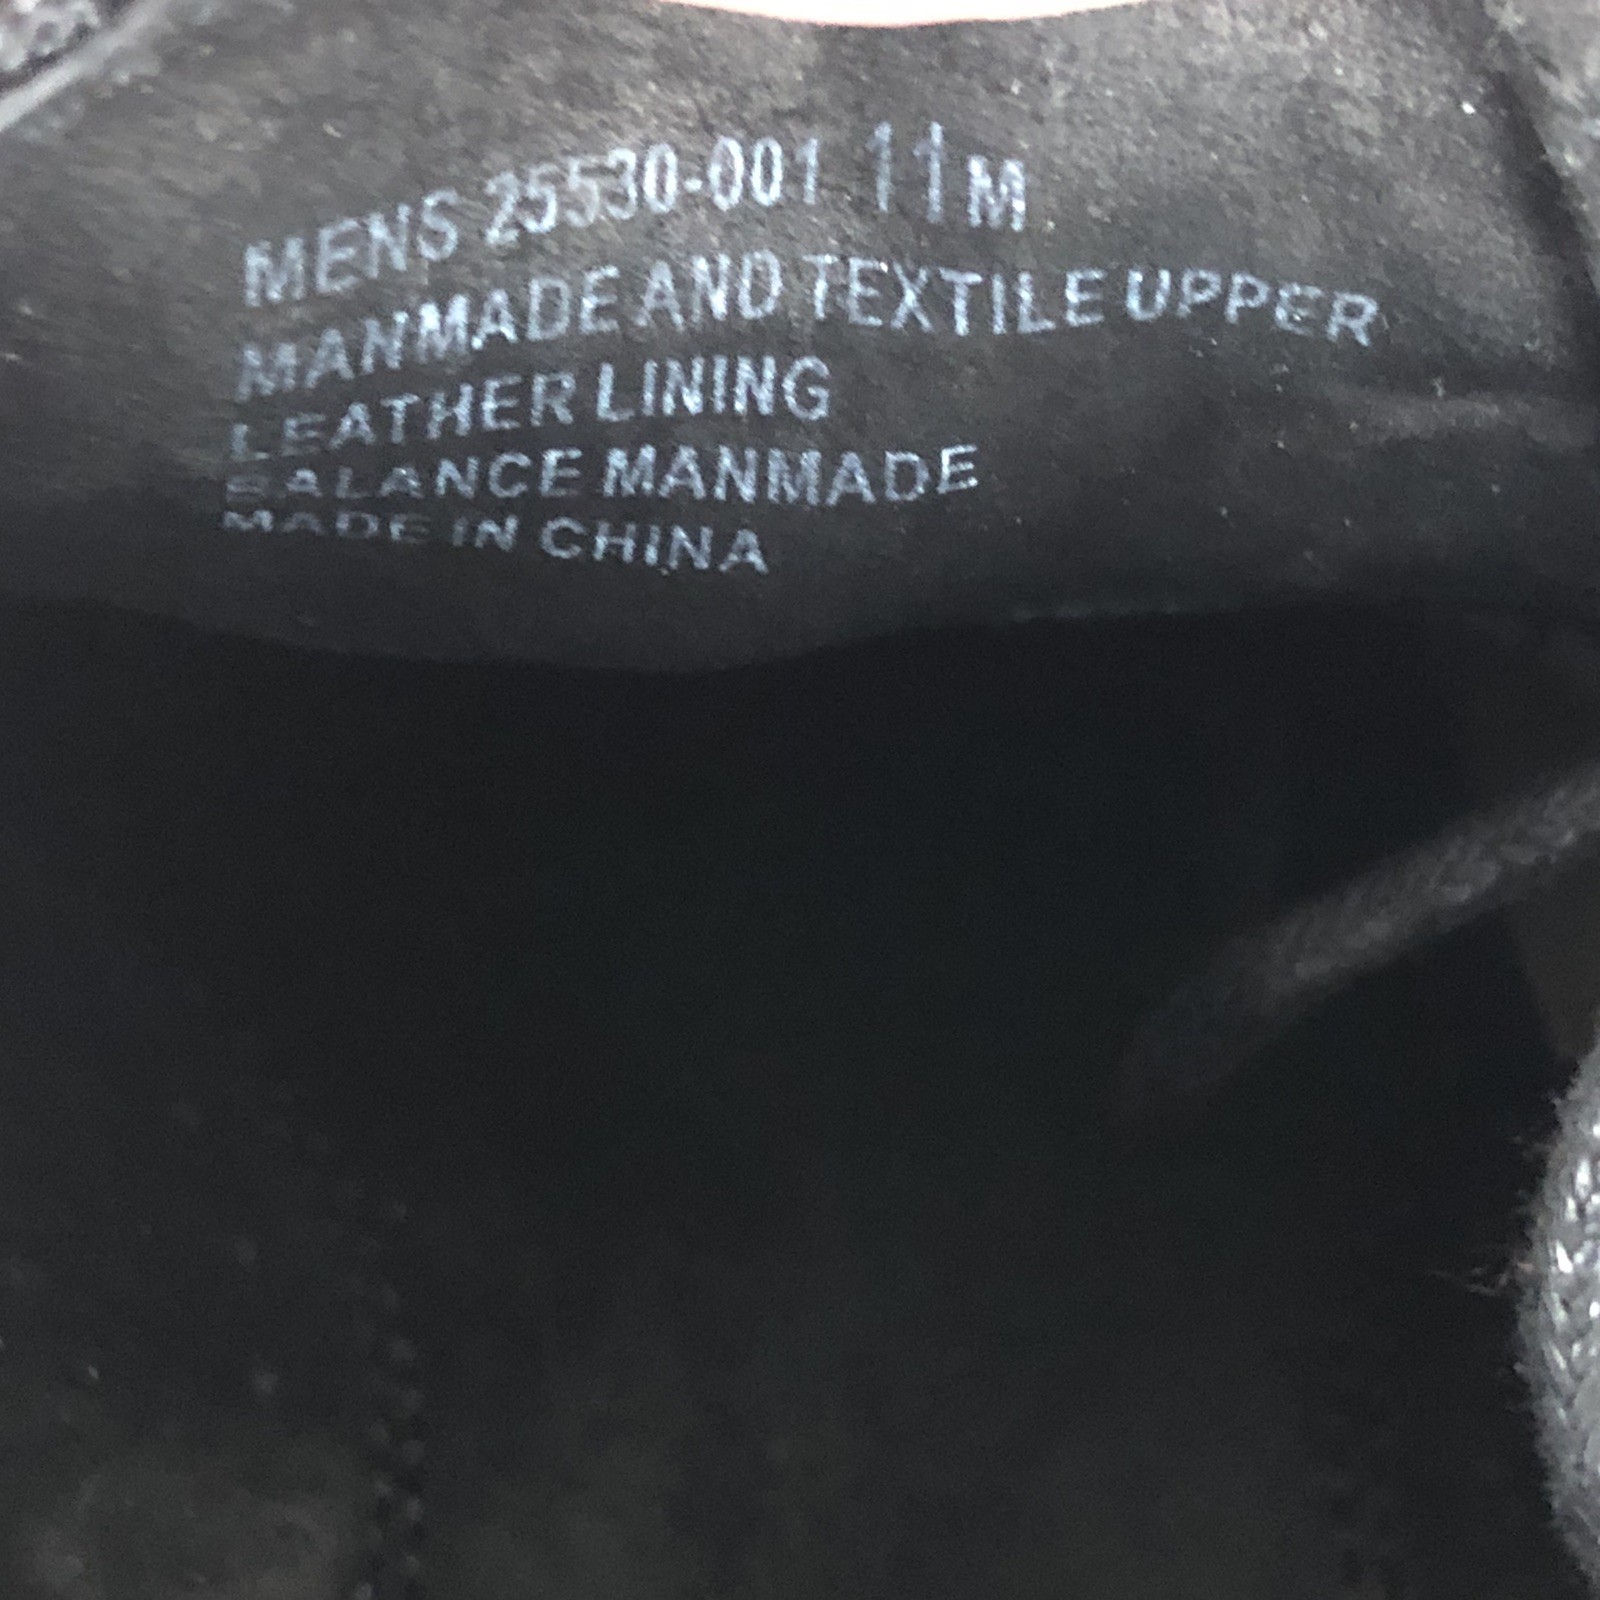 MENS 25530-001 11M
MANMADE AND TEXTILE UPPER
LEATHER LINING
BALANCE MANMADE
MADE IN CHINA